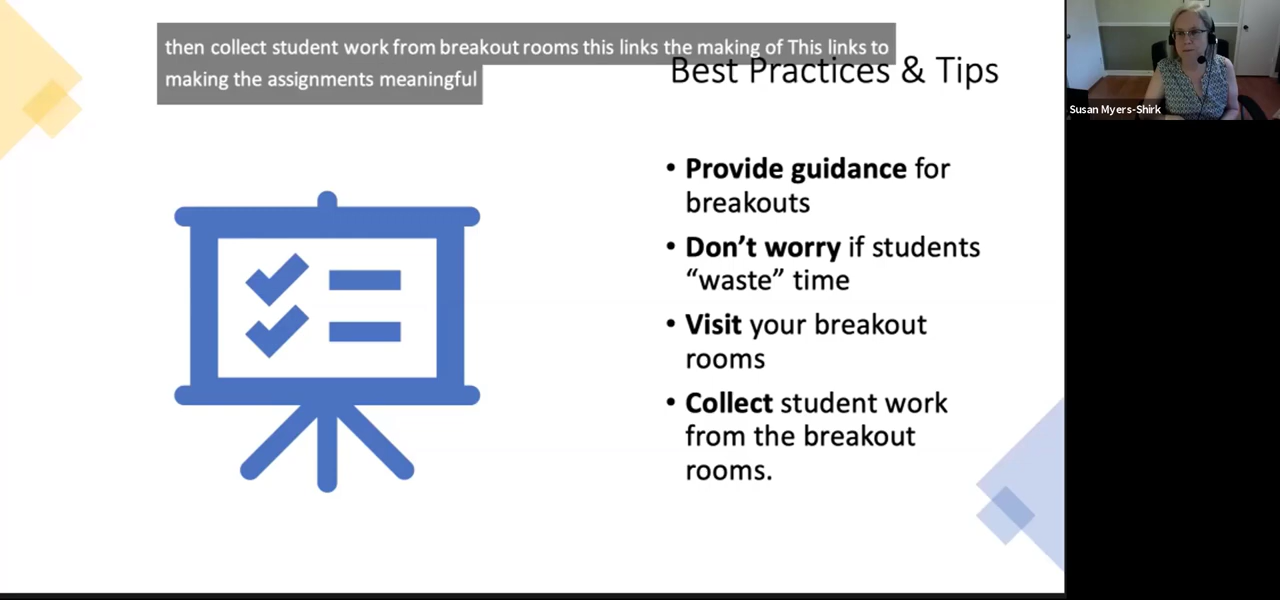 then collect student work from breakout rooms this links the making of This links to
making the assignments meaningful
Best Practices & Tips
Susan Myers-Shirk
• Provide guidance for
breakouts
• Don’t worry if students
“waste” time
• Visit your breakout
rooms
• Collect student work
from the breakout
rooms.